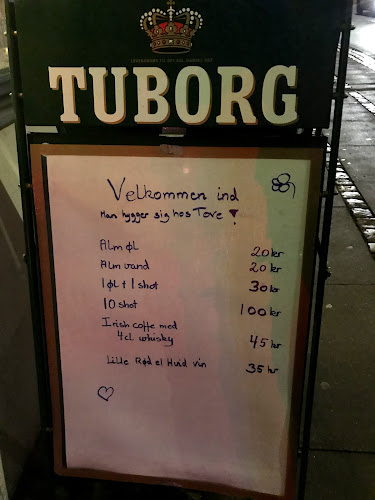 TUBORG
Velkommen ind
Man hygger sig hos Tove!
Alm øl 20 kr
Alm vand 20 kr
1 øl + 1 shot 30 kr
10 shot 100 kr
Irish coffe med
4cl. whisky 45 kr
Lille Rød el Hvid vin 35 kr